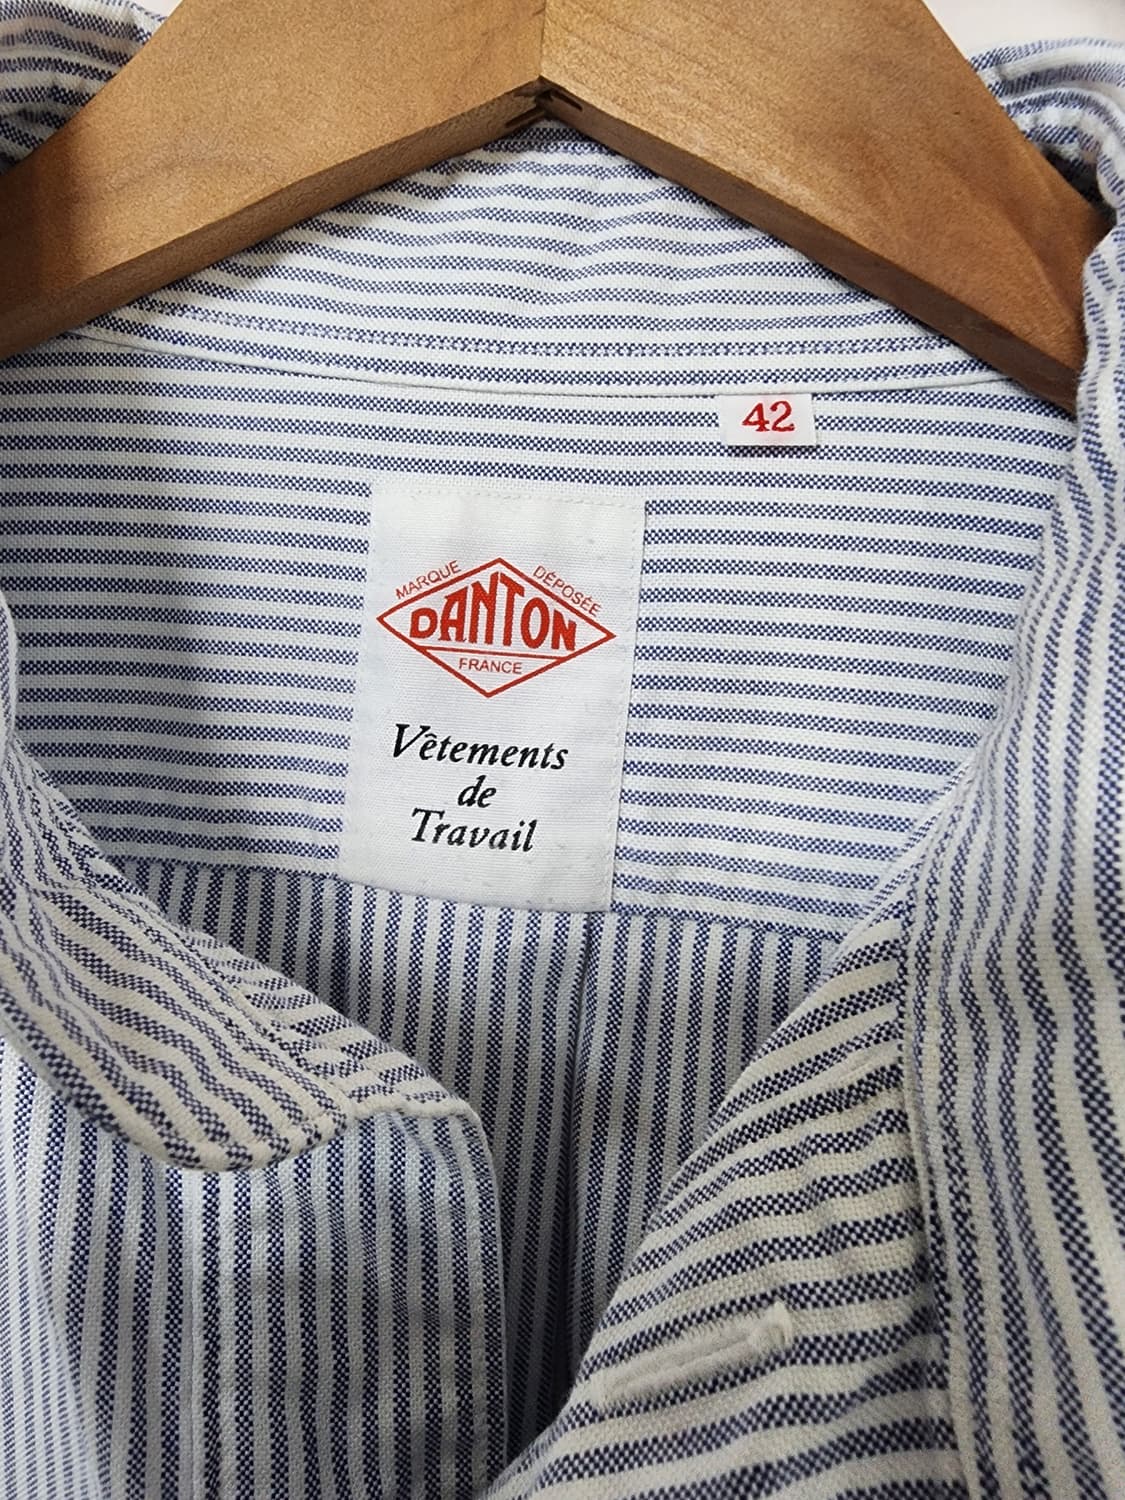 42
MARQUE DÉPOSÉE
DANTON
FRANCE
Vêtements
de
Travail